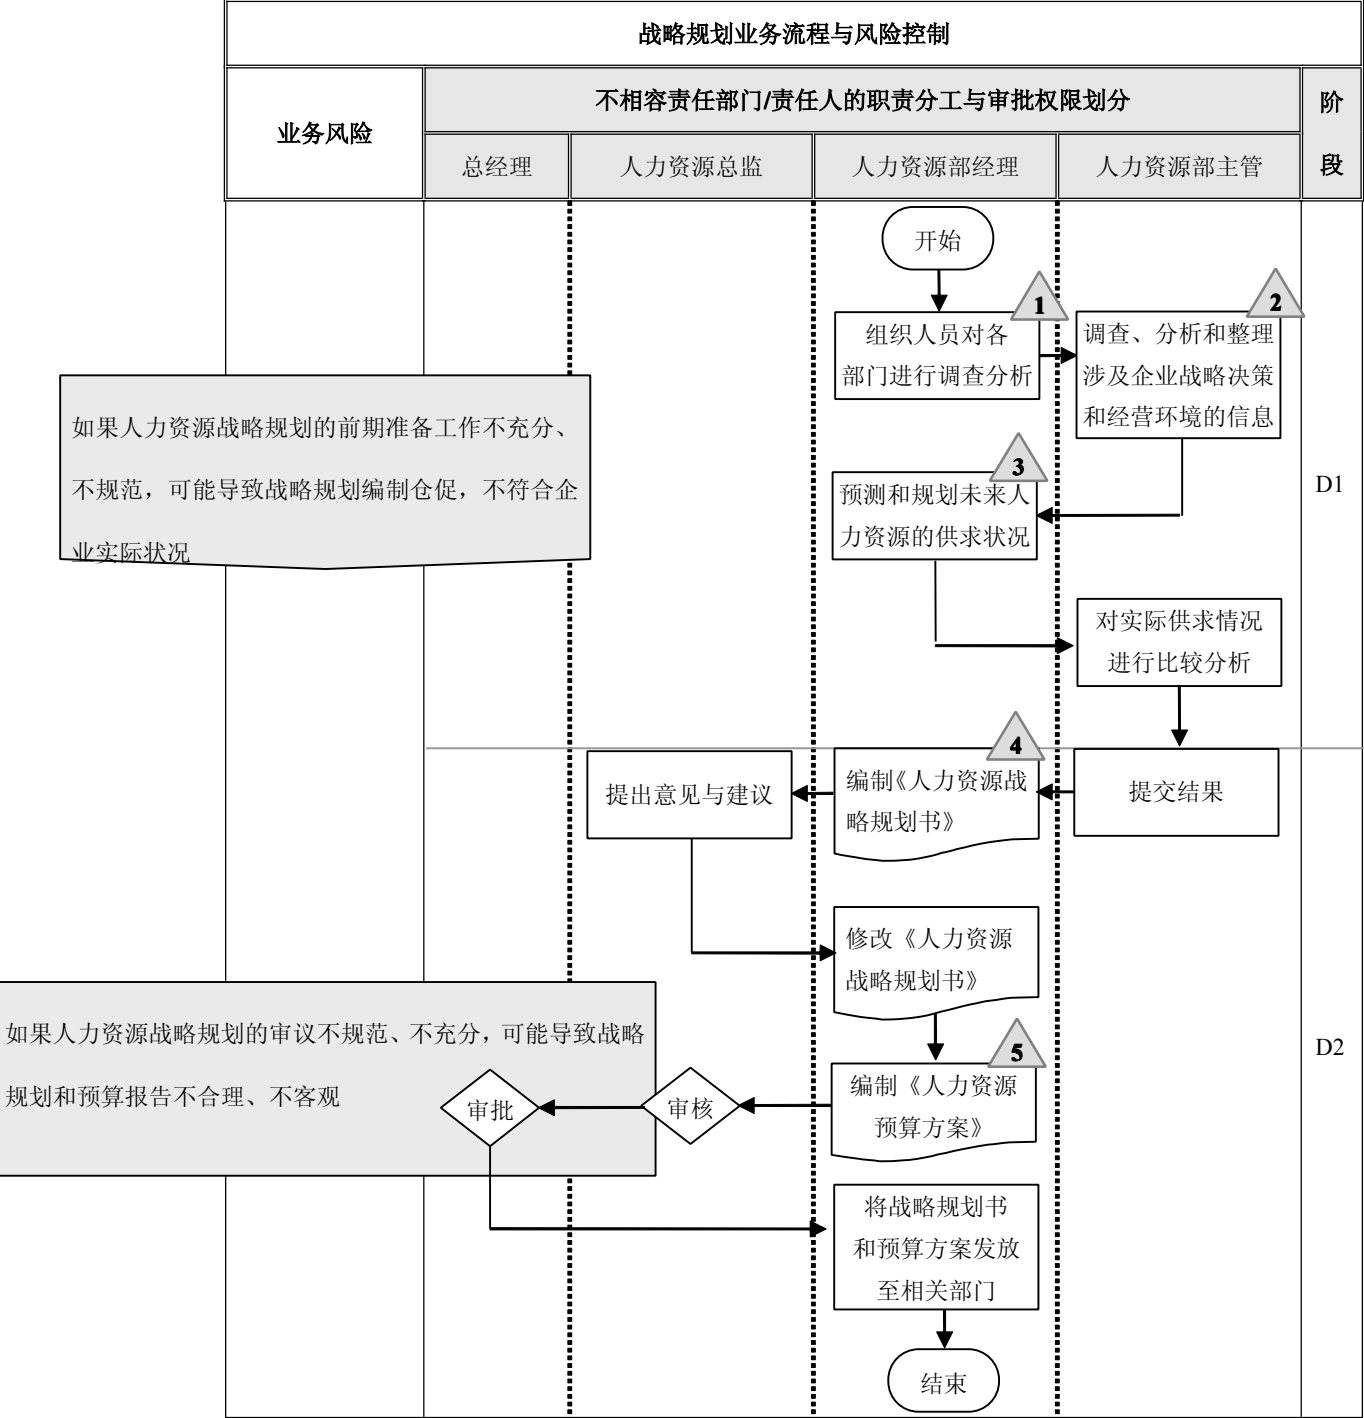 战略规划业务流程与风险控制
业务风险
不相容责任部门/责任人的职责分工与审批权限划分
阶
段
总经理
人力资源总监
人力资源部经理
人力资源部主管
开始
1
组织人员对各
部门进行调查分析
2
调查、分析和整理
涉及企业战略决策
和经营环境的信息
如果人力资源战略规划的前期准备工作不充分、
不规范，可能导致战略规划编制仓促，不符合企
业实际状况
3
预测和规划未来人
力资源的供求状况
D1
对实际供求情况
进行比较分析
提交结果
4
编制《人力资源战
略规划书》
提出意见与建议
修改《人力资源
战略规划书》
如果人力资源战略规划的审议不规范、不充分，可能导致战略
规划和预算报告不合理、不客观
5
编制《人力资源
预算方案》
审核
审批
D2
将战略规划书
和预算方案发放
至相关部门
结束